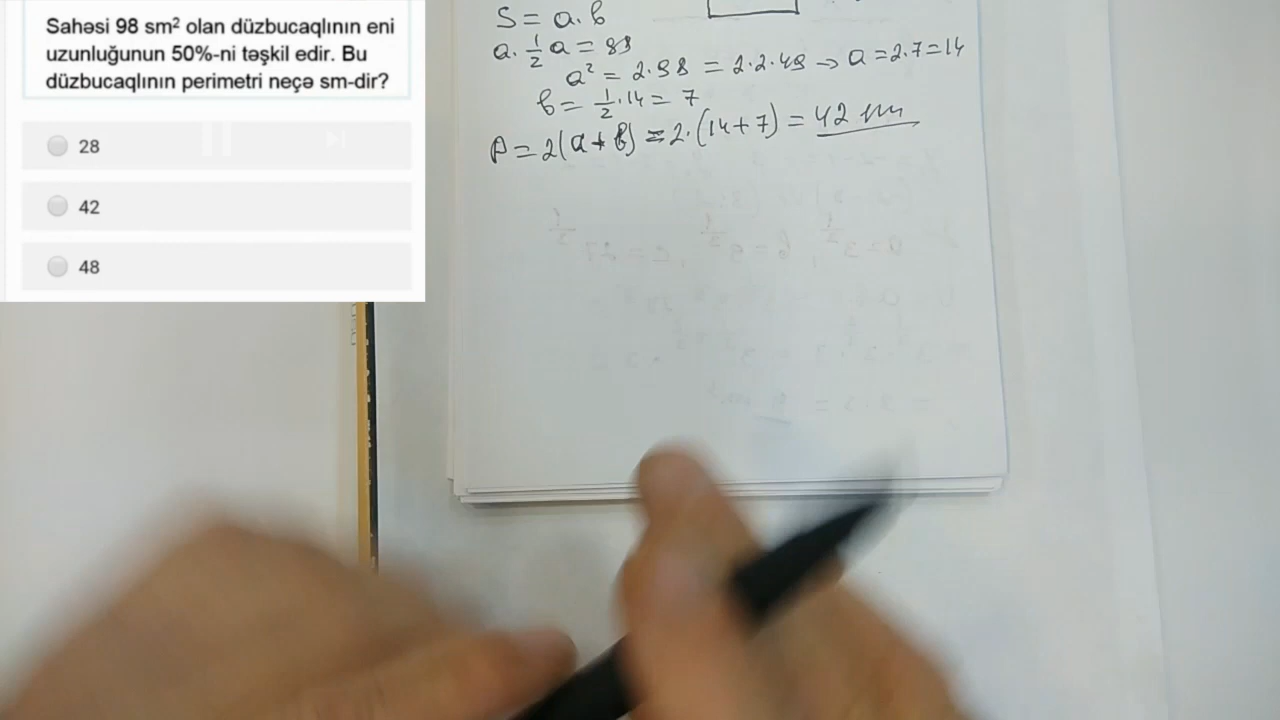 Sahəsi 98 sm² olan düzbucaqlının eni
uzunluğunun 50%-ni təşkil edir. Bu
düzbucaqlının perimetri neçə sm-dir?
28
42
48
S = a.b
a. 1/2 a = 98
a² = 2.98 = 2.2.49 → a = 2.7 = 14
b = 1/2 . 14 = 7
P = 2(a + b) = 2.(14+7) = 42 sm